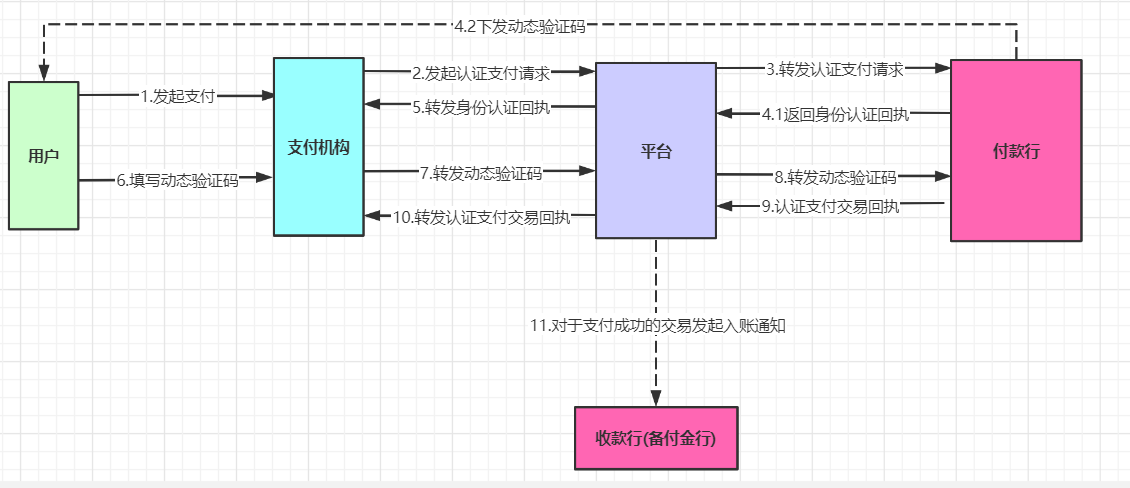 4.2下发动态验证码
用户
1.发起支付
6.填写动态验证码
支付机构
2.发起认证支付请求
5.转发身份认证回执
7.转发动态验证码
10.转发认证支付交易回执
平台
3.转发认证支付请求
4.1返回身份认证回执
8.转发动态验证码
9.认证支付交易回执
付款行
11.对于支付成功的交易发起入账通知
收款行(备付金行)